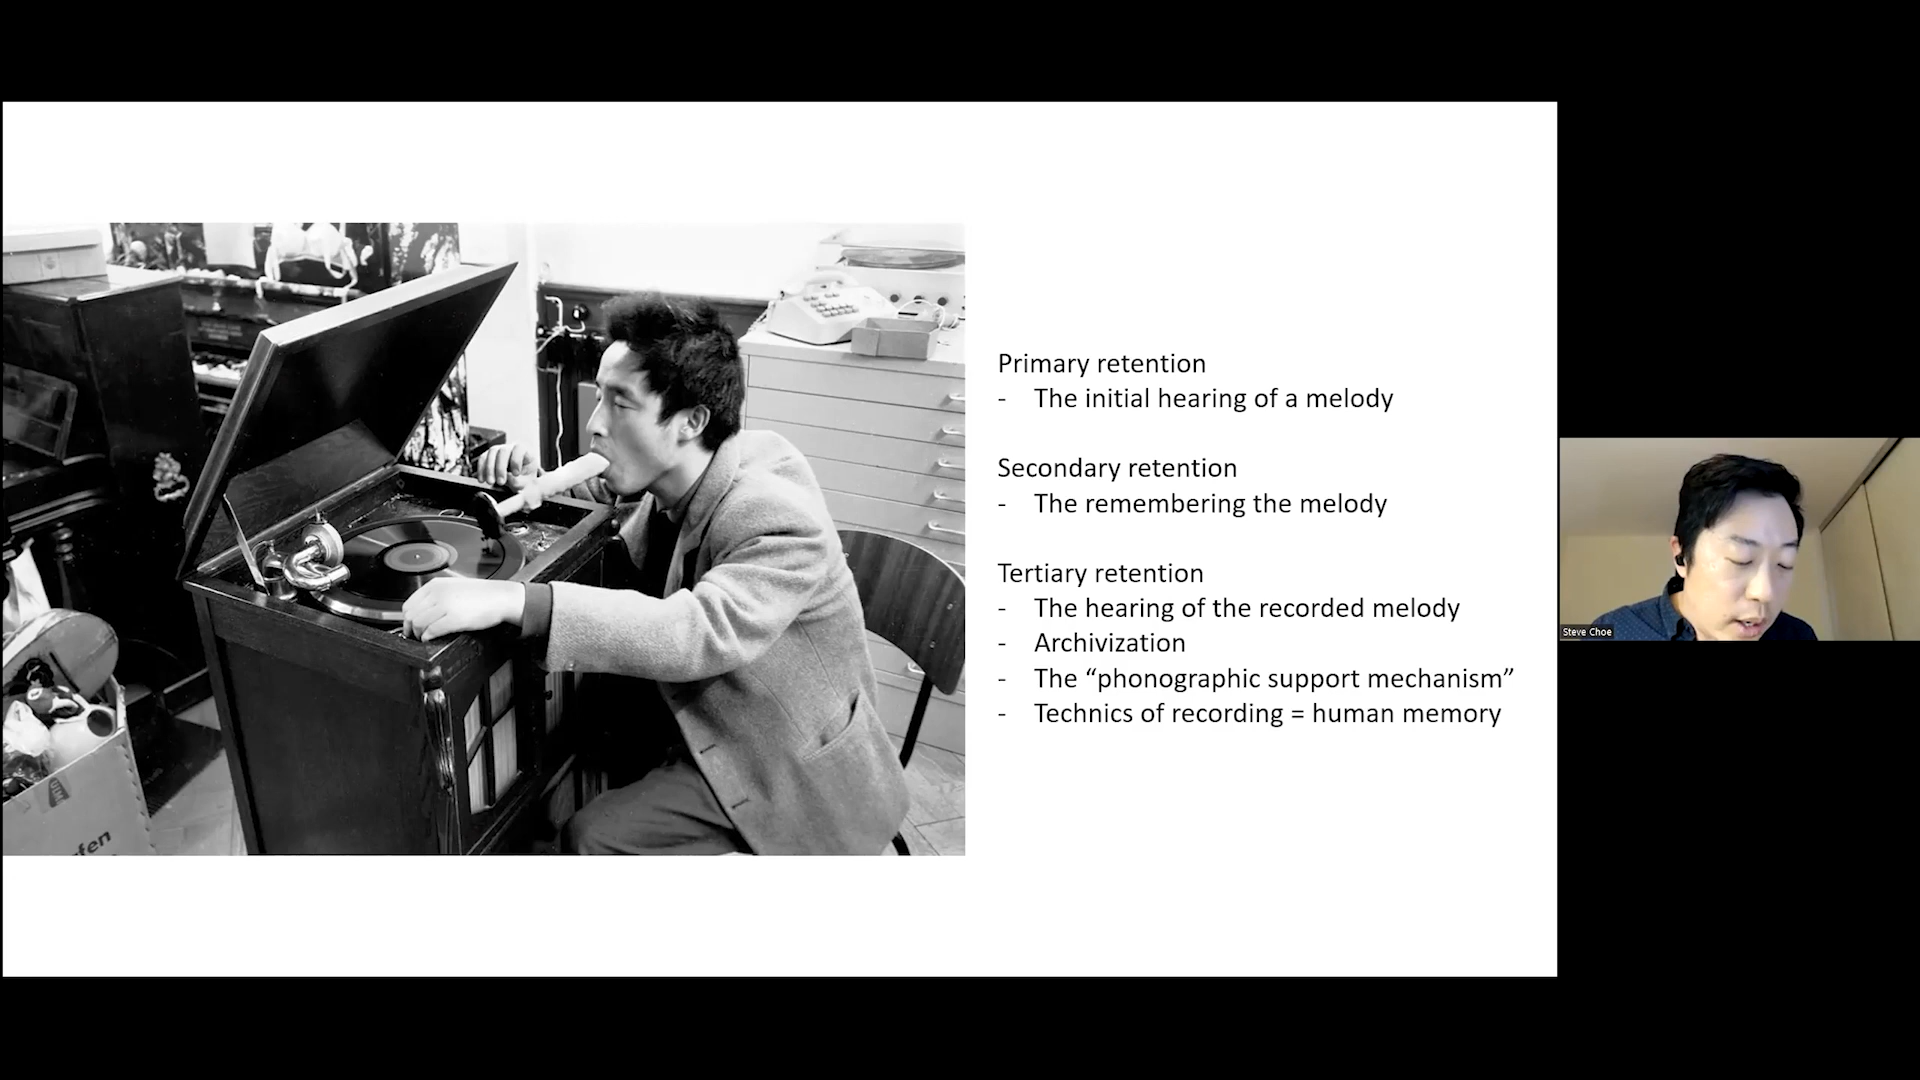 Primary retention
- The initial hearing of a melody
Secondary retention
- The remembering the melody
Tertiary retention
- The hearing of the recorded melody
- Archivization
- The “phonographic support mechanism”
- Technics of recording = human memory
Steve Choe
fen